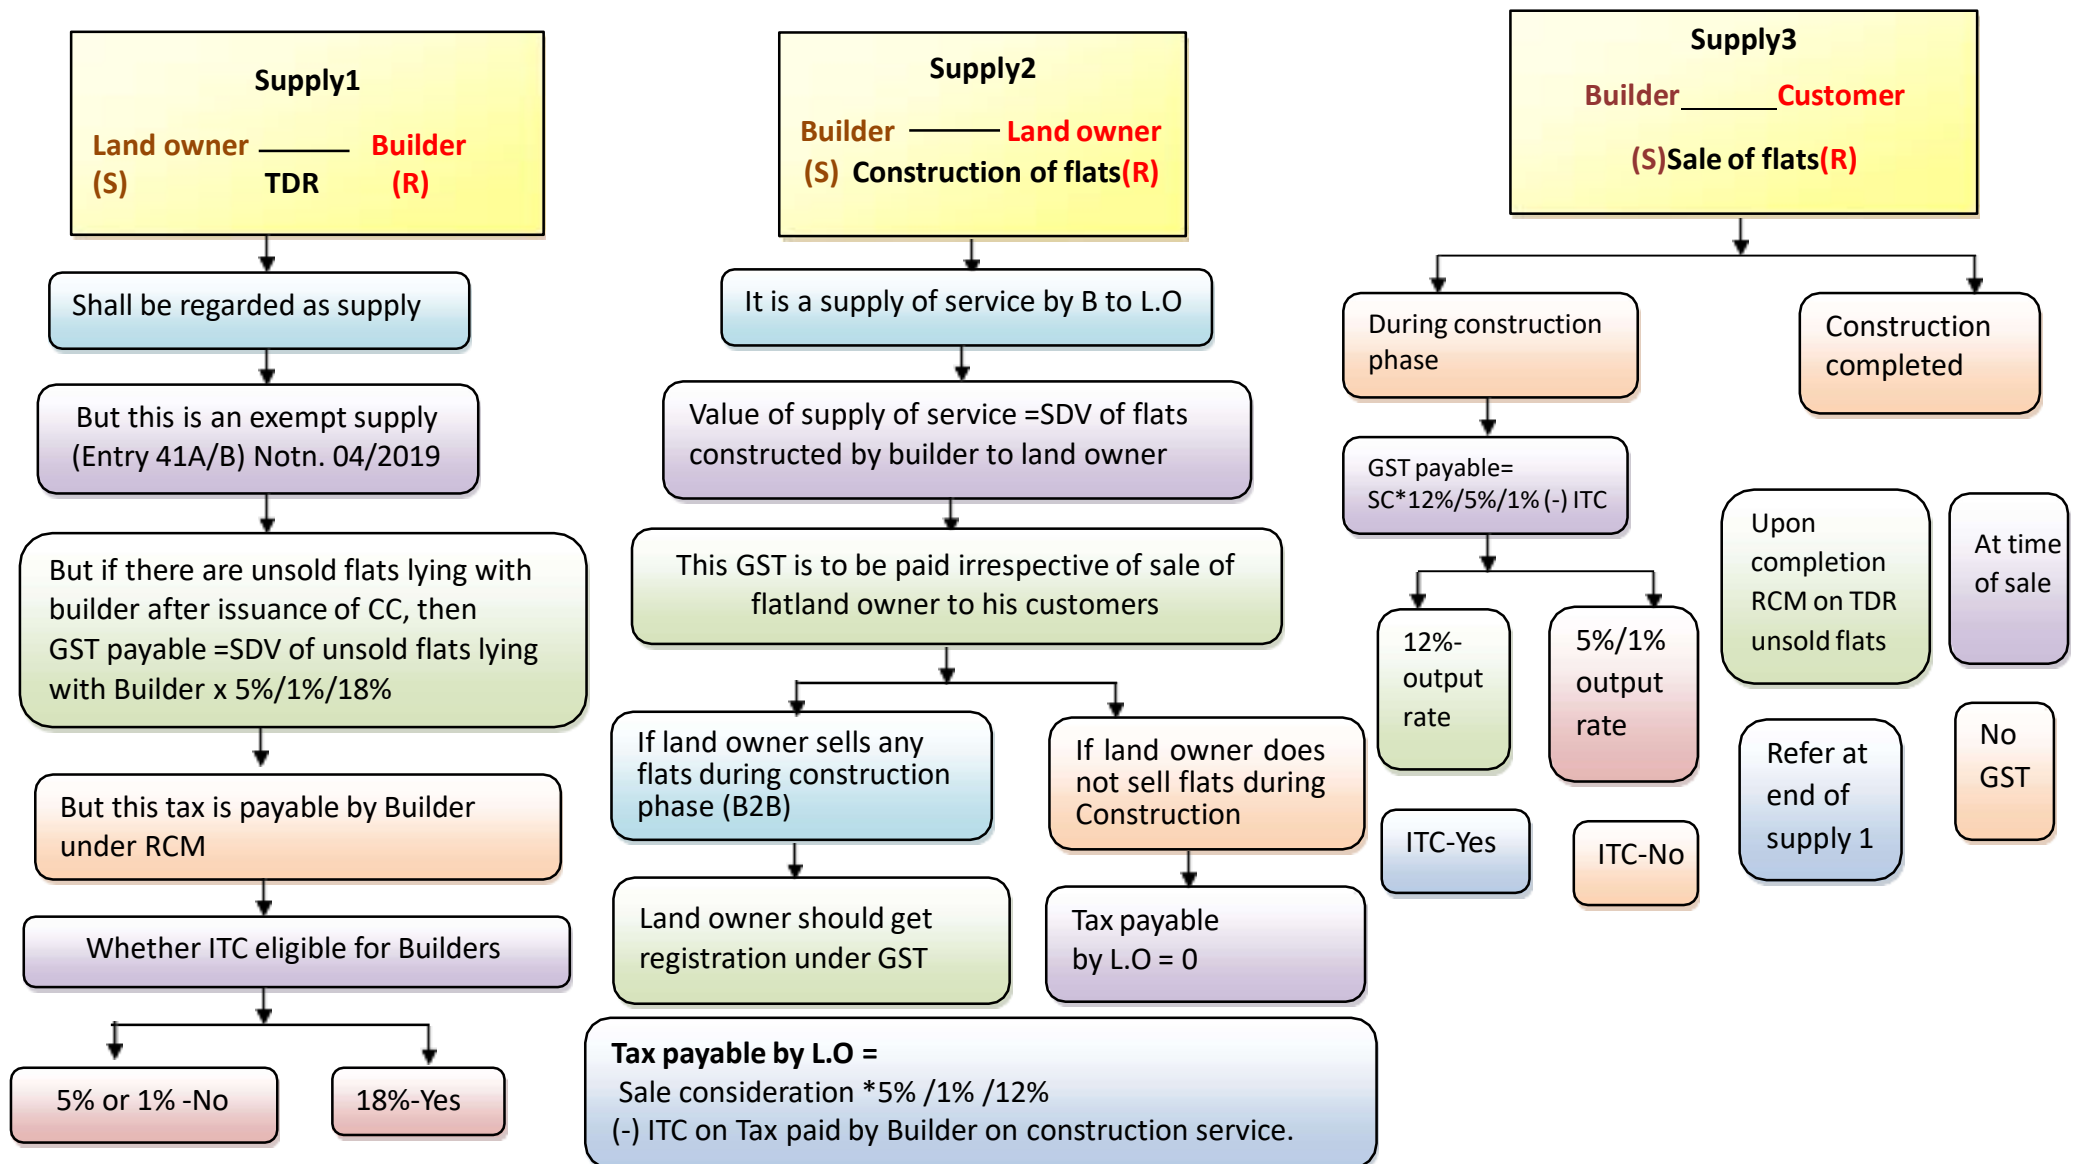 Supply1
Land owner Builder
(S) TDR (R)
Shall be regarded as supply
But this is an exempt supply
(Entry 41A/B) Notn. 04/2019
But if there are unsold flats lying with
builder after issuance of CC, then
GST payable =SDV of unsold flats lying
with Builder x 5%/1%/18%
But this tax is payable by Builder
under RCM
Whether ITC eligible for Builders
5% or 1% -No
18%-Yes
Supply2
Builder Land owner
(S) Construction of flats(R)
It is a supply of service by B to L.O
Value of supply of service =SDV of flats
constructed by builder to land owner
This GST is to be paid irrespective of sale of
flatland owner to his customers
If land owner sells any
flats during construction
phase (B2B)
Land owner should get
registration under GST
If land owner does
not sell flats during
Construction
Tax payable
by L.O = 0
Tax payable by L.O =
Sale consideration *5% /1% /12%
(-) ITC on Tax paid by Builder on construction service.
Supply3
Builder______Customer
(S)Sale of flats(R)
During construction
phase
GST payable=
SC*12%/5%/1% (-) ITC
12%-
output
rate
ITC-Yes
5%/1%
output
rate
ITC-No
Construction
completed
Upon
completion
RCM on TDR
unsold flats
Refer at
end of
supply 1
At time
of sale
No
GST